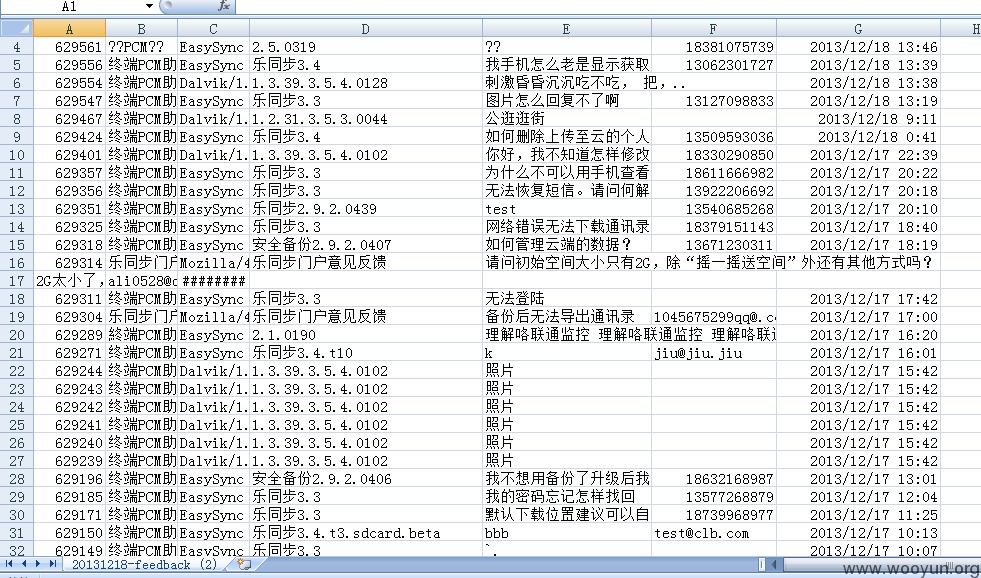 A1 fx
A B C D E F G H
4 629561 ??PCM?? EasySync 2.5.0319 ?? 18381075739 2013/12/18 13:46
5 629556 终端PCM助 EasySync 乐同步3.4 我手机怎么老是显示获取 13062301727 2013/12/18 13:39
6 629554 终端PCM助 Dalvik/1. 1.3.39.3.5.4.0128 刺激昏昏沉沉吃不吃， 把，.. 2013/12/18 13:38
7 629547 终端PCM助 EasySync 乐同步3.3 图片怎么回复不了啊 13127098833 2013/12/18 13:19
8 629467 终端PCM助 Dalvik/1. 1.2.31.3.5.3.0044 公逛逛街 2013/12/18 9:11
9 629424 终端PCM助 EasySync 乐同步3.4 如何删除上传至云的个人 13509593036 2013/12/18 0:41
10 629401 终端PCM助 Dalvik/1. 1.3.39.3.5.4.0102 你好，我不知道怎样修改 18330290850 2013/12/17 22:39
11 629357 终端PCM助 EasySync 乐同步3.3 为什么不可以用手机查看 18611666982 2013/12/17 20:22
12 629356 终端PCM助 EasySync 乐同步3.3 无法恢复短信。请问何解 13922206692 2013/12/17 20:18
13 629351 终端PCM助 EasySync 乐同步2.9.2.0439 test 13540685268 2013/12/17 20:10
14 629325 终端PCM助 EasySync 乐同步3.3 网络错误无法下载通讯录 18379151143 2013/12/17 18:40
15 629318 终端PCM助 EasySync 安全备份2.9.2.0407 如何管理云端的数据？ 13671230311 2013/12/17 18:19
16 629314 乐同步门户 Mozilla/4 乐同步门户意见反馈 请问初始空间大小只有2G，除“摇一摇送空间”外还有其他方式吗？
17 2G太小了， ali0528@ ########
18 629311 终端PCM助 EasySync 乐同步3.3 无法登陆 2013/12/17 17:42
19 629304 乐同步门户 Mozilla/4 乐同步门户意见反馈 备份后无法导出通讯录 1045675299qq@.c 2013/12/17 17:00
20 629289 终端PCM助 EasySync 2.1.0190 理解咯联通监控 理解咯联通监控 理解咯联通监 2013/12/17 16:20
21 629271 终端PCM助 EasySync 乐同步3.4.t10 k jiu@jiu.jiu 2013/12/17 16:01
22 629244 终端PCM助 Dalvik/1. 1.3.39.3.5.4.0102 照片 2013/12/17 15:42
23 629243 终端PCM助 Dalvik/1. 1.3.39.3.5.4.0102 照片 2013/12/17 15:42
24 629242 终端PCM助 Dalvik/1. 1.3.39.3.5.4.0102 照片 2013/12/17 15:42
25 629241 终端PCM助 Dalvik/1. 1.3.39.3.5.4.0102 照片 2013/12/17 15:42
26 629240 终端PCM助 Dalvik/1. 1.3.39.3.5.4.0102 照片 2013/12/17 15:42
27 629239 终端PCM助 Dalvik/1. 1.3.39.3.5.4.0102 照片 2013/12/17 15:42
28 629196 终端PCM助 EasySync 安全备份2.9.2.0406 我不想用备份了升级后我 18632168987 2013/12/17 13:01
29 629185 终端PCM助 EasySync 乐同步3.3 我的密码忘记怎样找回 13577268879 2013/12/17 12:04
30 629171 终端PCM助 EasySync 乐同步3.3 默认下载位置建议可以自 18739968977 2013/12/17 11:25
31 629150 终端PCM助 EasySync 乐同步3.4.t3.sdcard.beta bbb test@clb.com 2013/12/17 10:13
32 629149 终端PCM助 EasySync 乐同步3.3 `. 2013/12/17 10:07
20131218-feedback (2)
www.wooyun.org